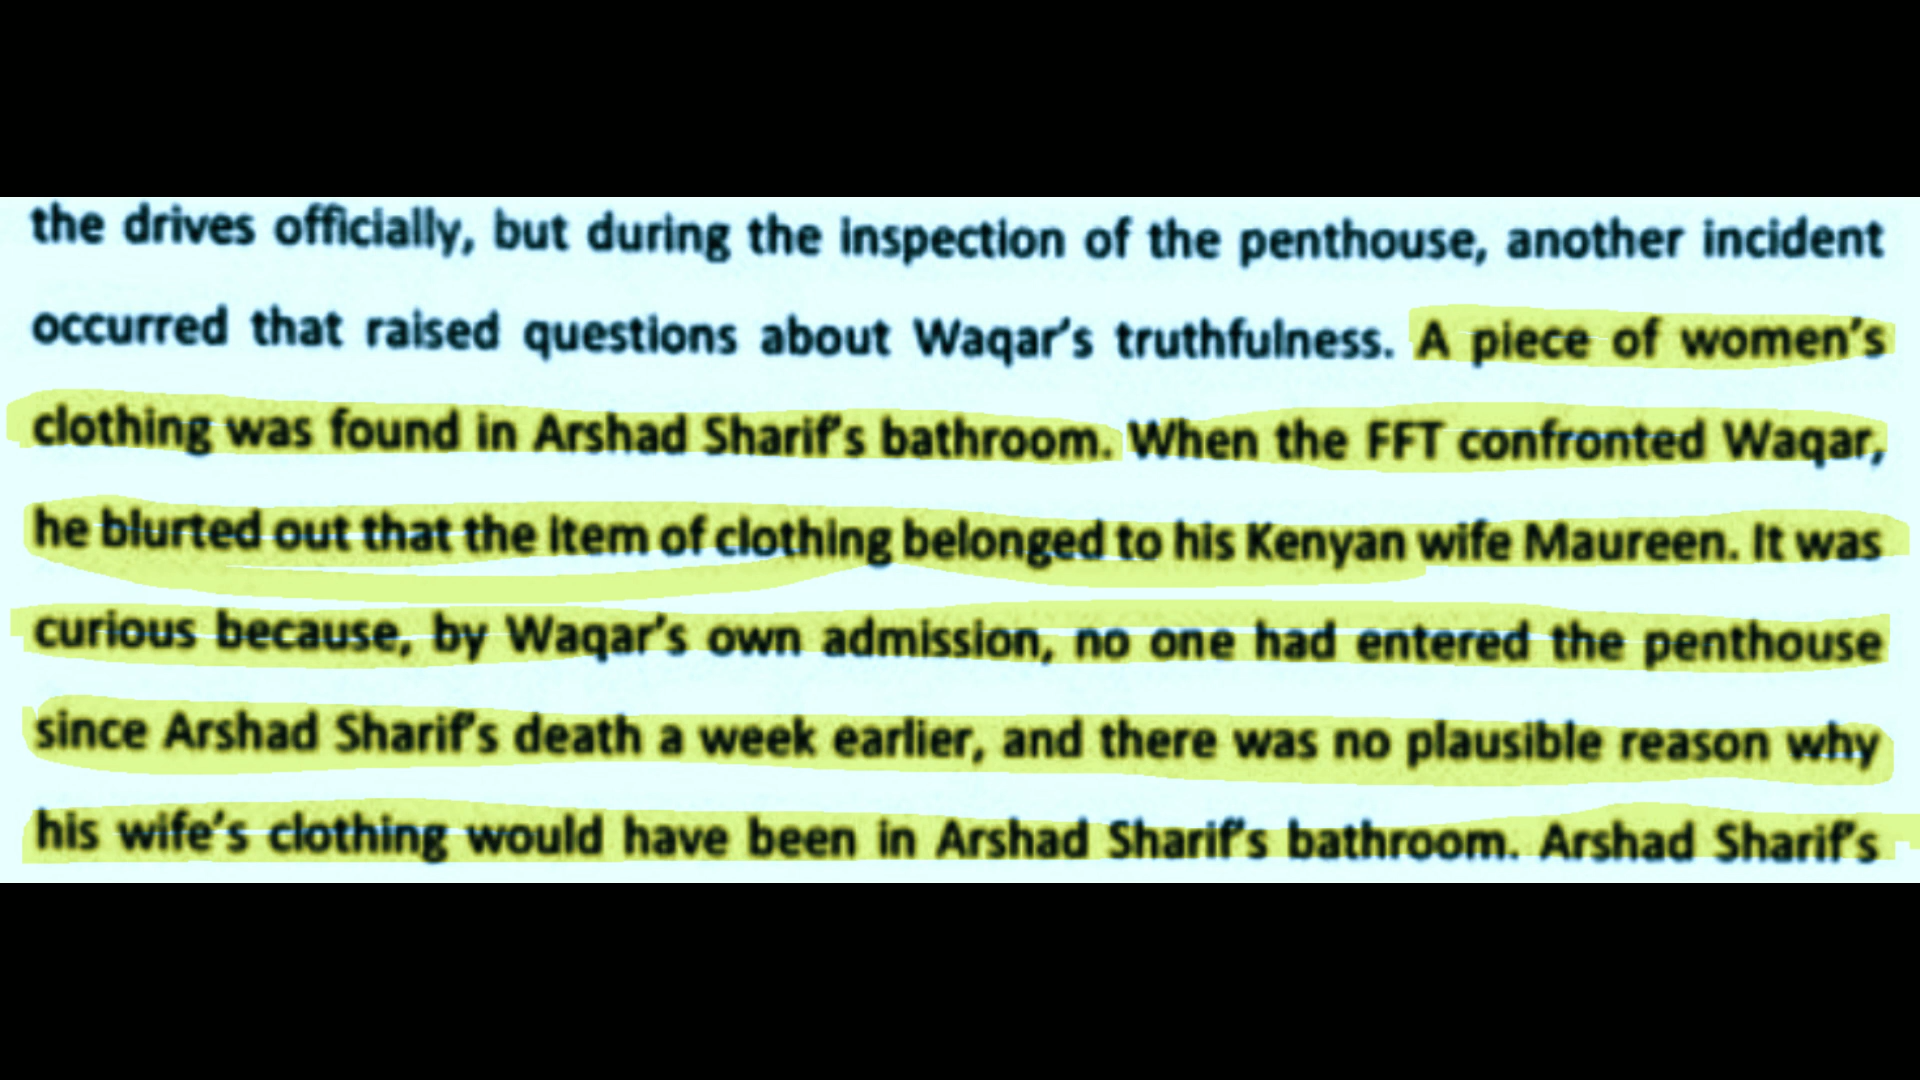 the drives officially, but during the inspection of the penthouse, another incident
occurred that raised questions about Waqar's truthfulness. A piece of women's
clothing was found in Arshad Sharif's bathroom. When the FFT confronted Waqar,
he blurted out that the item of clothing belonged to his Kenyan wife Maureen. It was
curious because, by Waqar's own admission, no one had entered the penthouse
since Arshad Sharif's death a week earlier, and there was no plausible reason why
his wife's clothing would have been in Arshad Sharif's bathroom. Arshad Sharif's